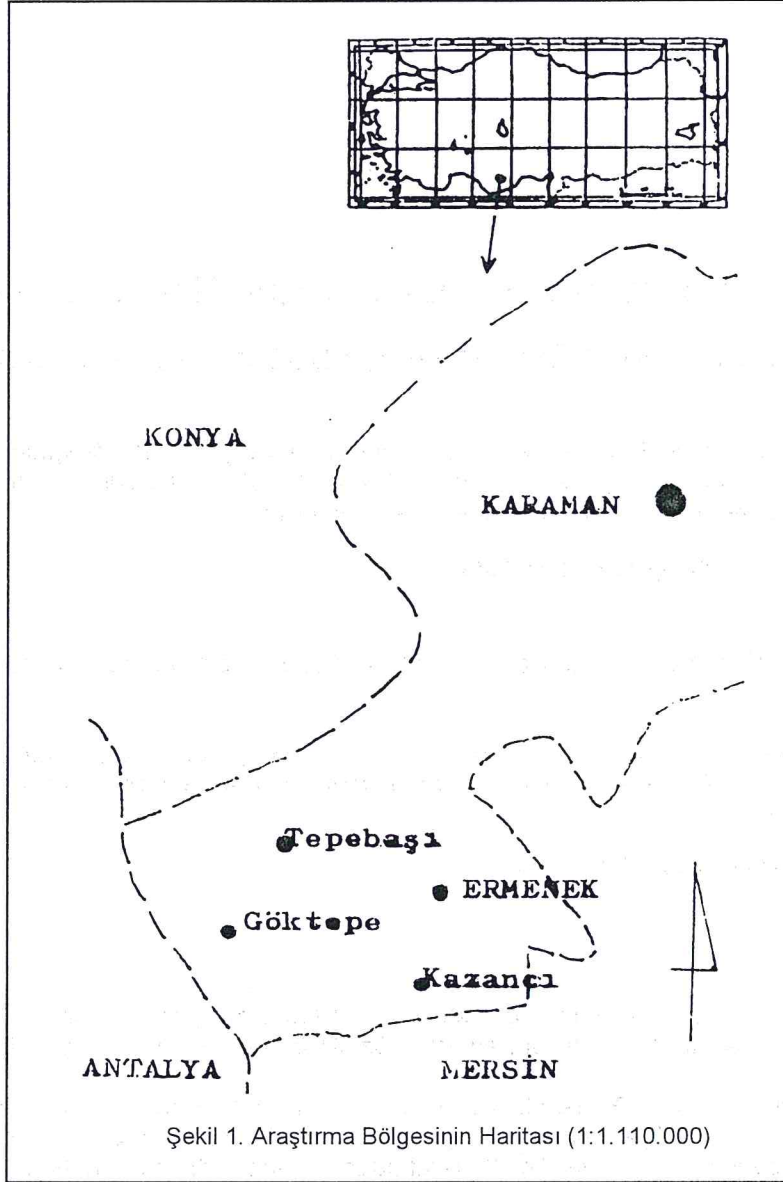 KONYA
KARAMAN
Tepebaşı
ERMENEK
Göktepe
Kazancı
ANTALYA
MERSİN
Şekil 1. Araştırma Bölgesinin Haritası (1:1.110.000)